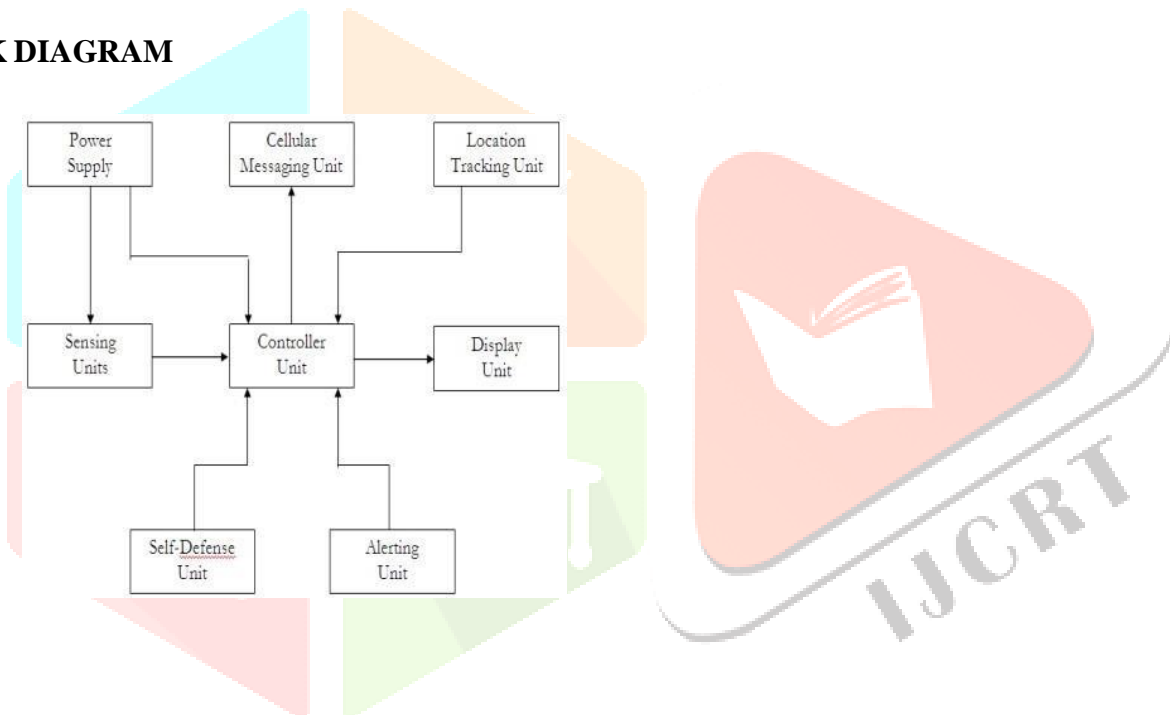 K DIAGRAM
Power
Supply
Cellular
Messaging Unit
Location
Tracking Unit
Sensing
Units
Controller
Unit
Display
Unit
Self-Defense
Unit
Alerting
Unit
IJCRT